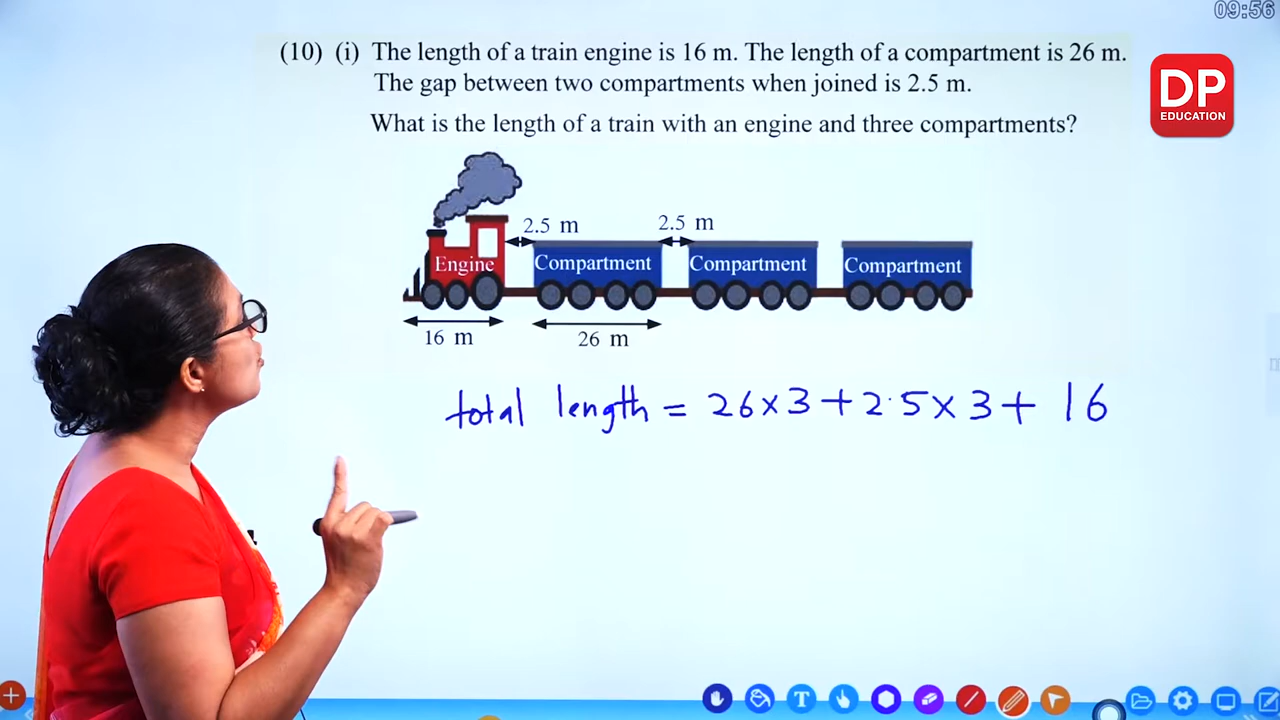 09:56
(10) (i) The length of a train engine is 16 m. The length of a compartment is 26 m.
The gap between two compartments when joined is 2.5 m.
What is the length of a train with an engine and three compartments?
DP
EDUCATION
2.5 m 2.5 m
Engine Compartment Compartment Compartment
16 m 26 m
total length = 26×3+2.5×3+ 16
T